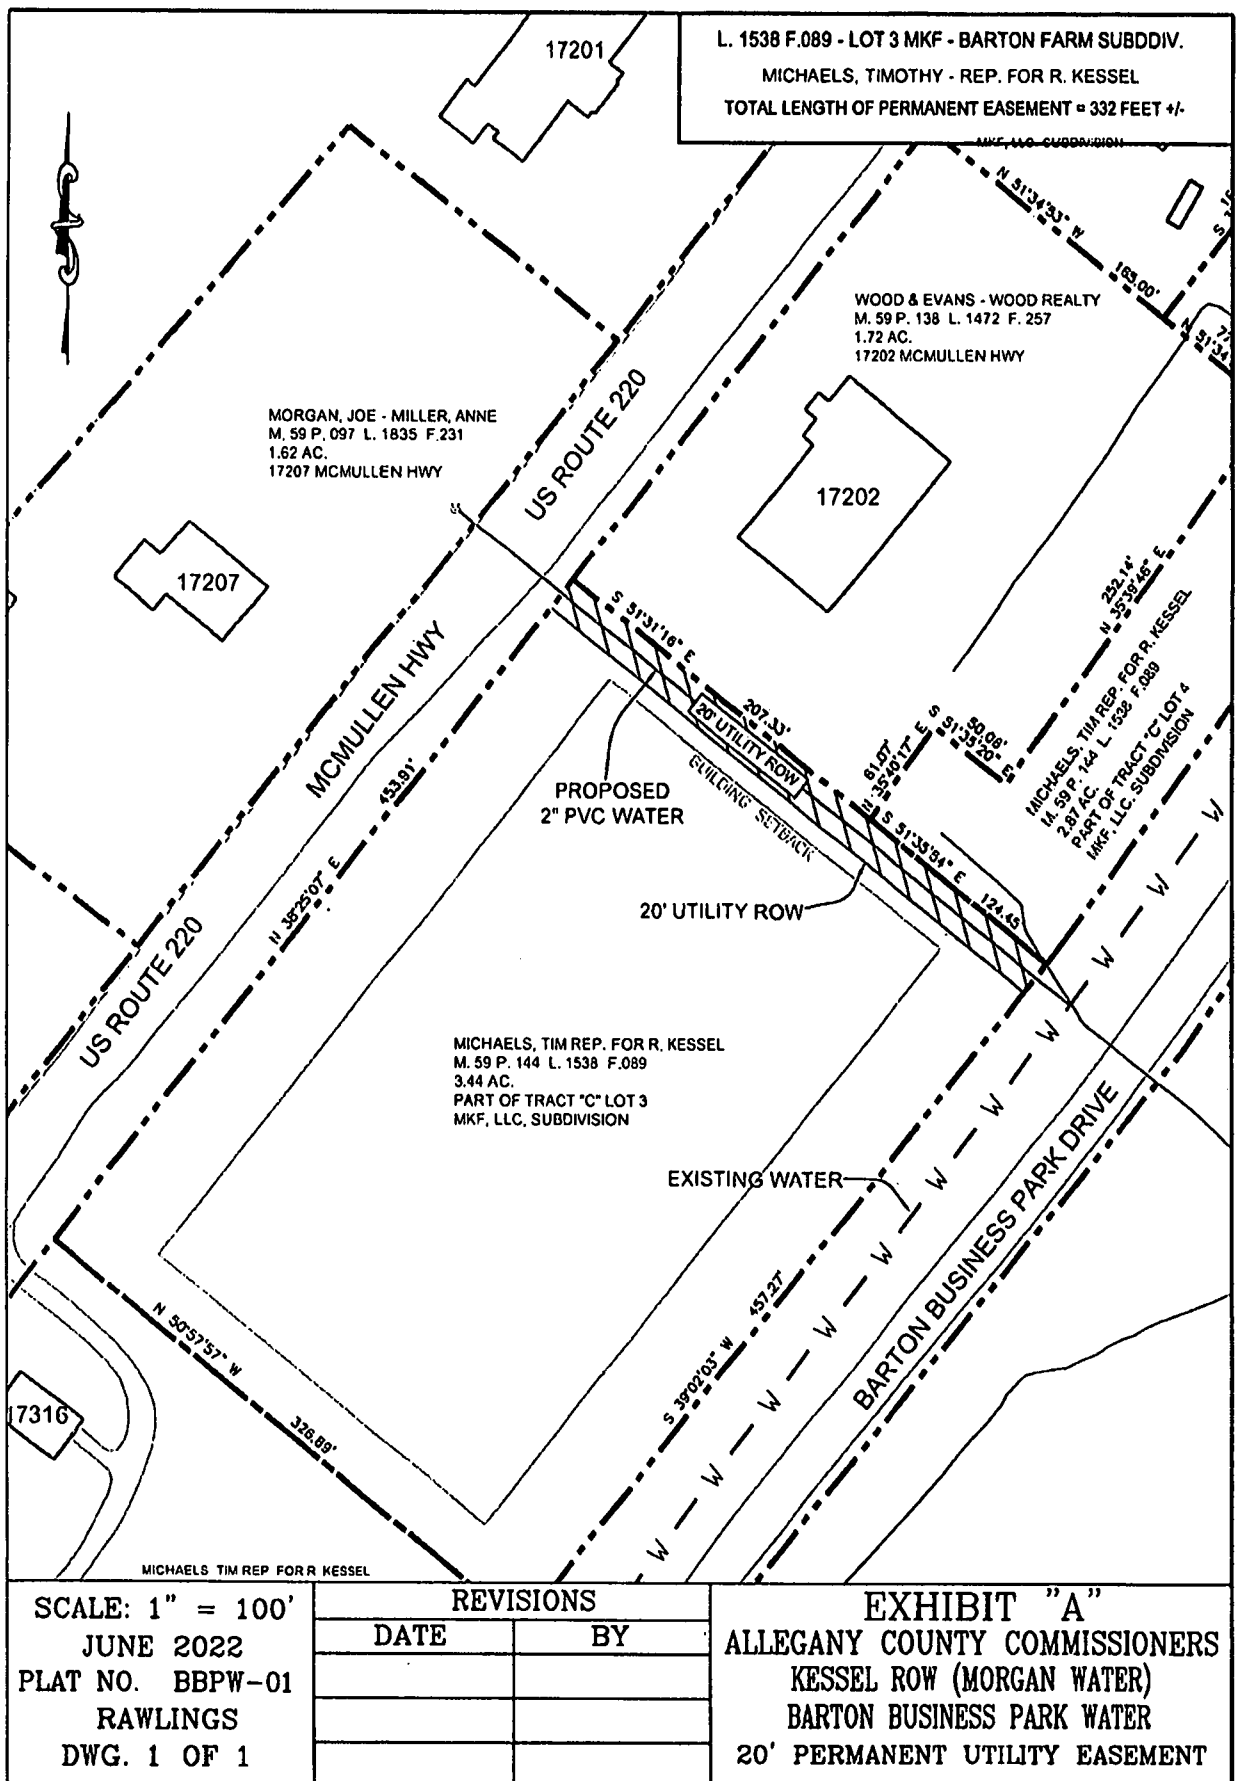 L. 1538 F.089 - LOT 3 MKF - BARTON FARM SUBDDIV.
MICHAELS, TIMOTHY - REP. FOR R. KESSEL
TOTAL LENGTH OF PERMANENT EASEMENT = 332 FEET +/-
MKF, LLC. SUBDIVISION
17201
N 51°34'53" W
165.00'
N 51°34'
WOOD & EVANS - WOOD REALTY
M. 59 P. 138 L. 1472 F. 257
1.72 AC.
17202 MCMULLEN HWY
17202
US ROUTE 220
MORGAN, JOE - MILLER, ANNE
M. 59 P. 097 L. 1835 F.231
1.62 AC.
17207 MCMULLEN HWY
17207
MCMULLEN HWY
S 51°31'16" E
207.33'
20' UTILITY ROW
BUILDING SETBACK
PROPOSED
2" PVC WATER
20' UTILITY ROW
252.14'
N 35°39'46" E
50.06'
S 51°35'20" E
61.07'
35°40'17" E
S 51°35'54" E
124.45
MICHAELS, TIM REP. FOR R. KESSEL
M. 59 P. 144 L. 1538 F.089
2.87 AC.
PART OF TRACT "C" LOT 4
MKF, LLC. SUBDIVISION
453.91'
N 38°25'07" E
US ROUTE 220
MICHAELS, TIM REP. FOR R. KESSEL
M. 59 P. 144 L. 1538 F.089
3.44 AC.
PART OF TRACT "C" LOT 3
MKF, LLC, SUBDIVISION
EXISTING WATER
W W W W W W W W W W W W W
BARTON BUSINESS PARK DRIVE
457.27'
S 39°02'03" W
N 50°57'57" W
326.89'
17316
MICHAELS TIM REP FOR R KESSEL
SCALE: 1" = 100'
JUNE 2022
PLAT NO. BBPW-01
RAWLINGS
DWG. 1 OF 1
REVISIONS
DATE BY
EXHIBIT "A"
ALLEGANY COUNTY COMMISSIONERS
KESSEL ROW (MORGAN WATER)
BARTON BUSINESS PARK WATER
20' PERMANENT UTILITY EASEMENT